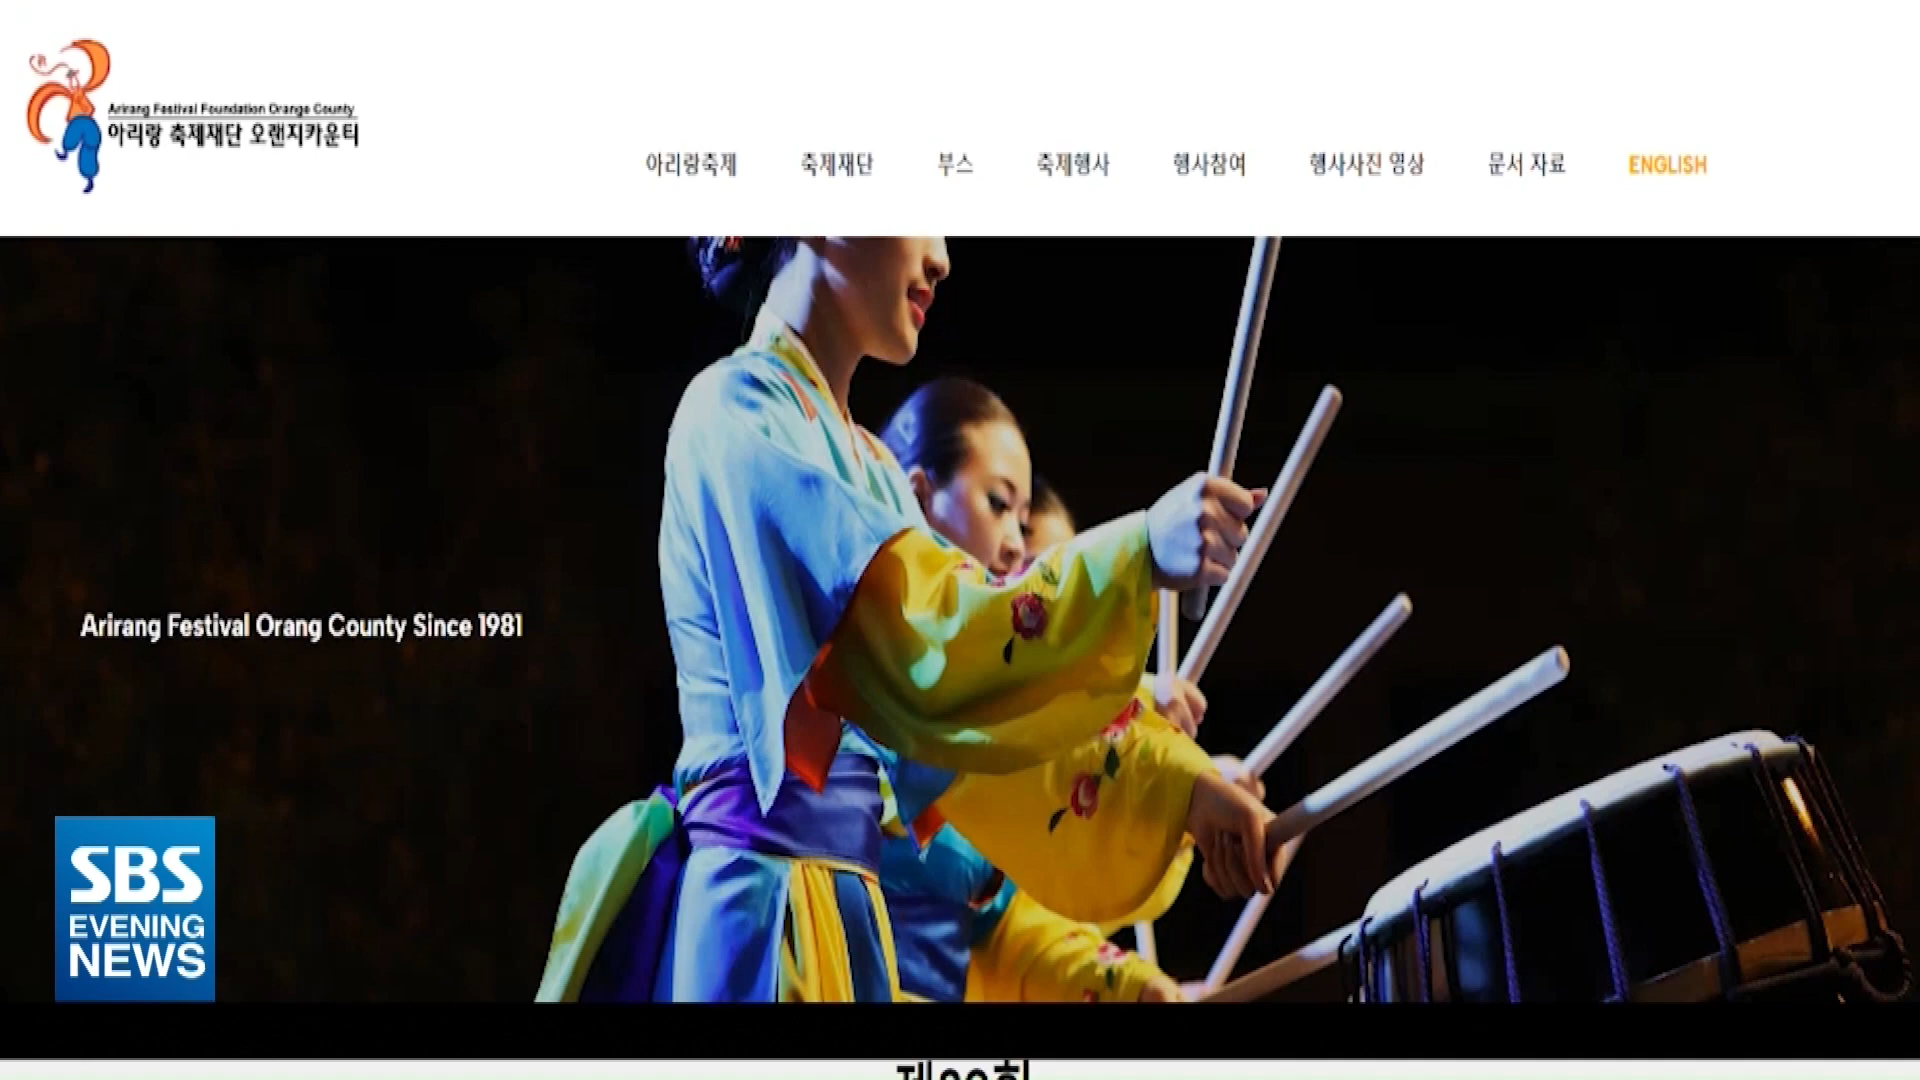 Arirang Festival Foundation Orange County
아리랑 축제재단 오랜지카운티
아리랑축제 축제재단 부스 축제행사 행사참여 행사사진 영상 문서 자료 ENGLISH
Arirang Festival Orang County Since 1981
SBS
EVENING
NEWS